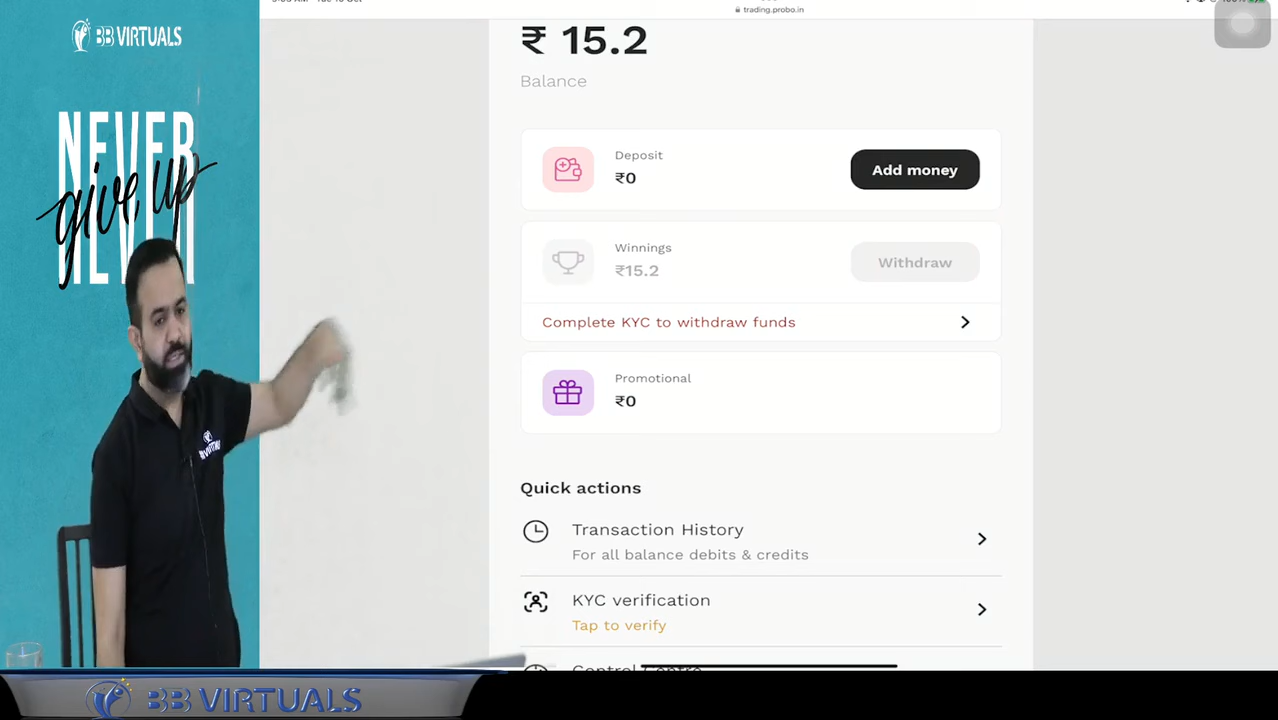 trading.probo.in
BB VIRTUALS
NEVER
give up
NEVER
₹ 15.2
Balance
Deposit
₹0
Add money
Winnings
₹15.2
Withdraw
Complete KYC to withdraw funds
Promotional
₹0
Quick actions
Transaction History
For all balance debits & credits
KYC verification
Tap to verify
BB VIRTUALS